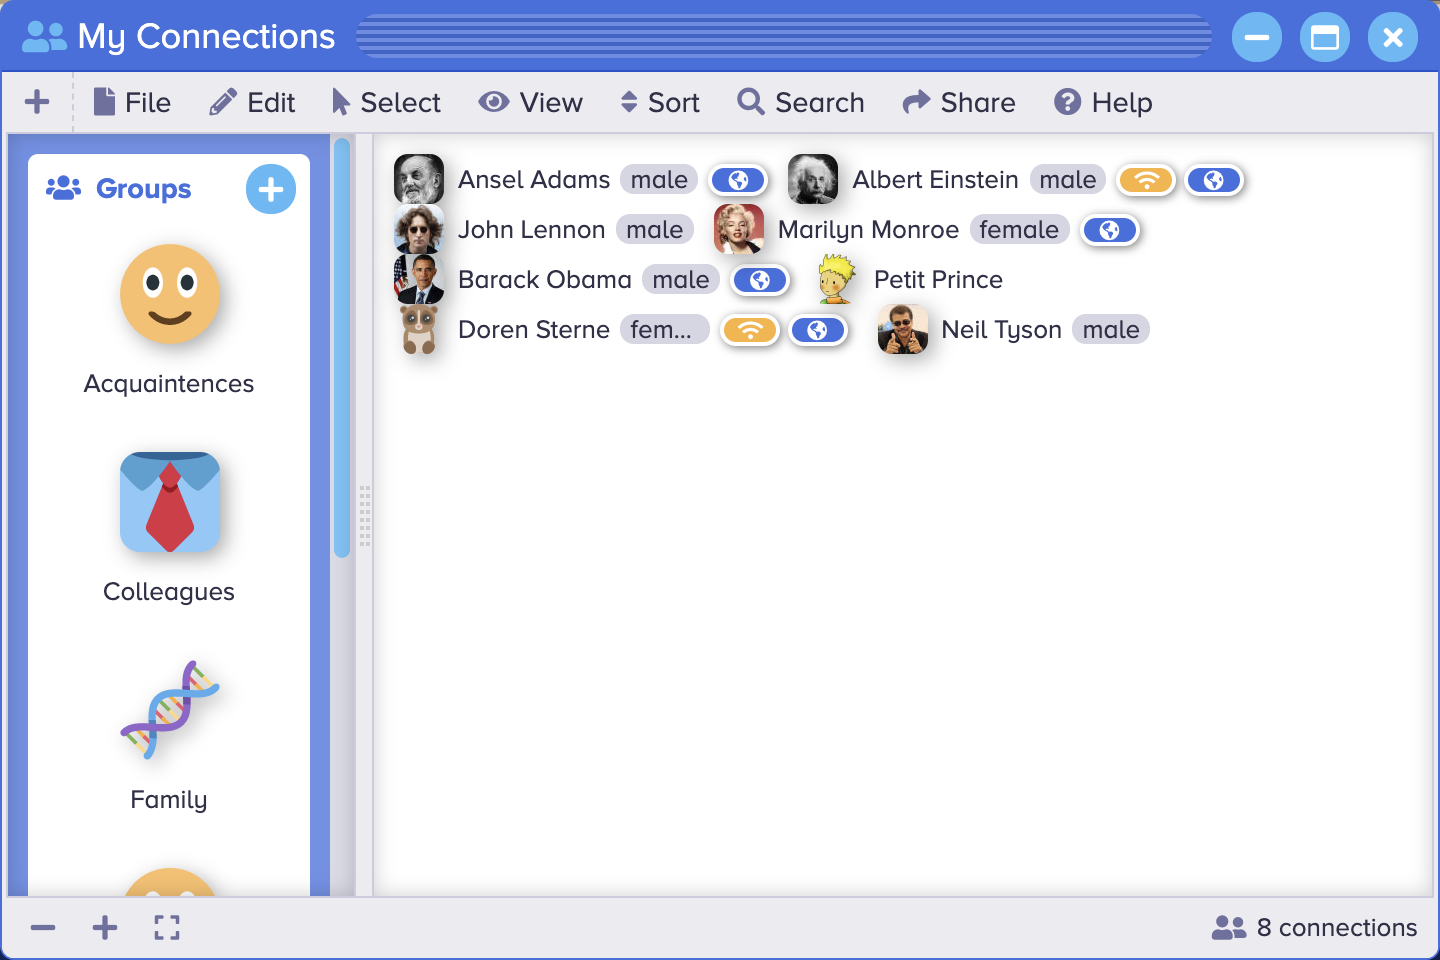 My Connections
File Edit Select View Sort Search Share Help
Groups
Acquaintences
Colleagues
Family
Ansel Adams male Albert Einstein male
John Lennon male Marilyn Monroe female
Barack Obama male Petit Prince
Doren Sterne fem... Neil Tyson male
8 connections